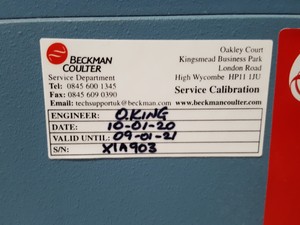 BECKMAN
COULTER
Service Department
Tel: 0845 600 1345
Fax: 0845 609 0390
Email: techsupportuk@beckman.com
Oakley Court
Kingsmead Business Park
London Road
High Wycombe HP11 1JU
Service Calibration
www.beckmancoulter.com
ENGINEER: O.KING
DATE: 10-01-20
VALID UNTIL: 09-01-21
S/N: X1A903